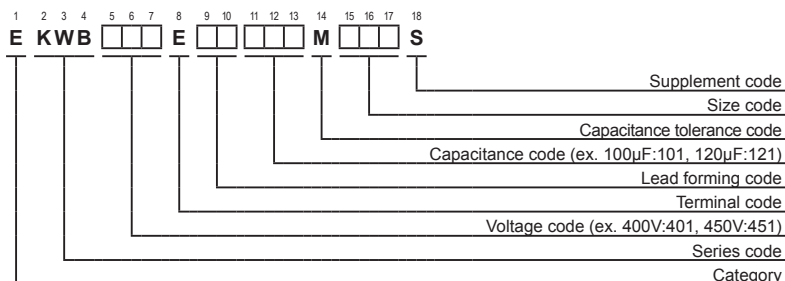 1 2 3 4 5 6 7 8 9 10 11 12 13 14 15 16 17 18
E KWB E M S
Supplement code
Size code
Capacitance tolerance code
Capacitance code (ex. 100µF:101, 120µF:121)
Lead forming code
Terminal code
Voltage code (ex. 400V:401, 450V:451)
Series code
Category